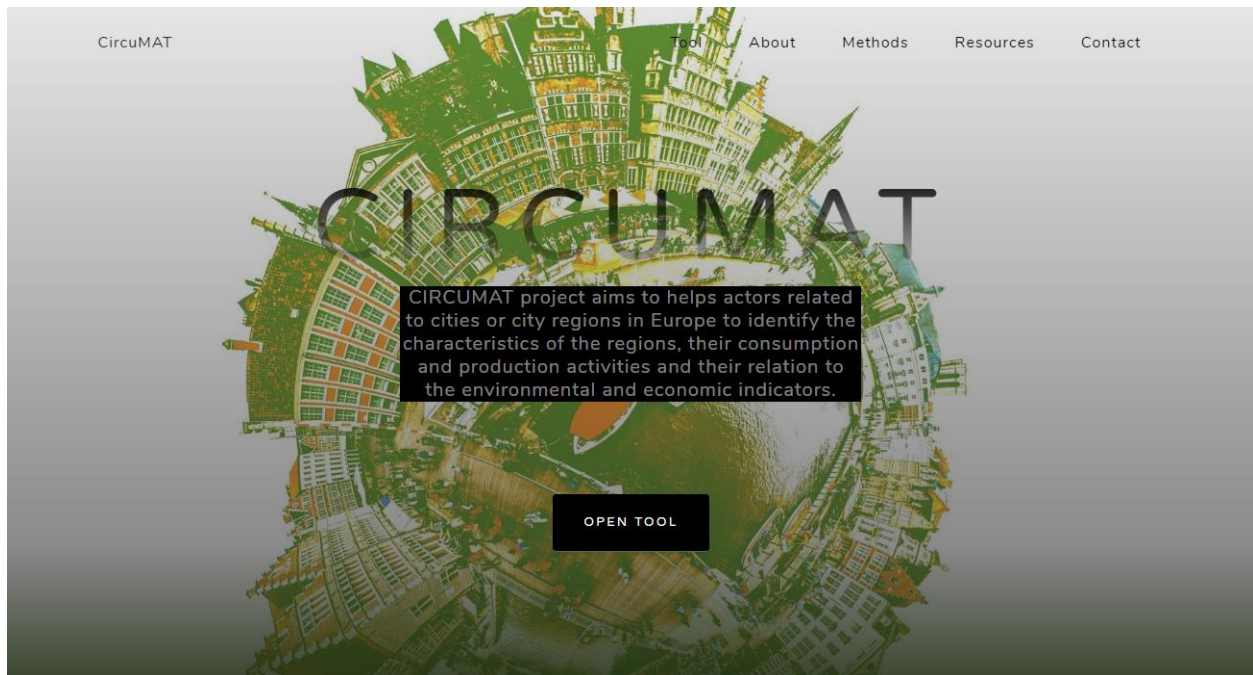 CircuMAT
Tool About Methods Resources Contact
CIRCUMAT
CIRCUMAT project aims to helps actors related
to cities or city regions in Europe to identify the
characteristics of the regions, their consumption
and production activities and their relation to
the environmental and economic indicators.
OPEN TOOL